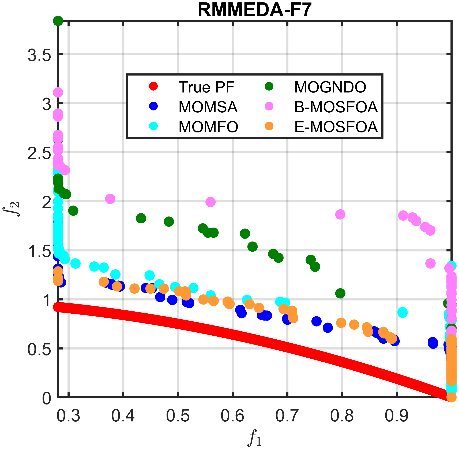 RMMEDA-F7
True PF
MOMSA
MOMFO
MOGNDO
B-MOSFOA
E-MOSFOA
3.5
3
2.5
2
1.5
1
0.5
0
f2
0.3 0.4 0.5 0.6 0.7 0.8 0.9
f1